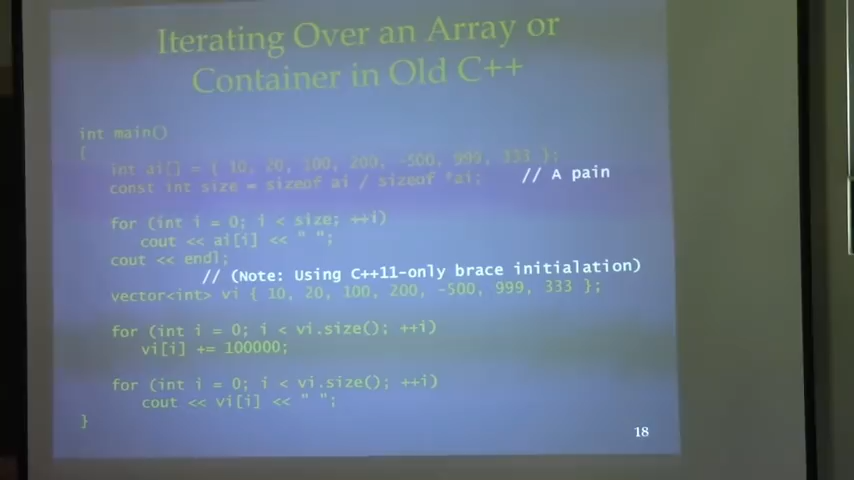 Iterating Over an Array or
Container in Old C++
int main()
{
int ai[] = { 10, 20, 100, 200, -500, 999, 333 };
const int size = sizeof ai / sizeof *ai; // A pain
for (int i = 0; i < size; ++i)
cout << ai[i] << " ";
cout << endl;
// (Note: Using C++11-only brace initialation)
vector<int> vi { 10, 20, 100, 200, -500, 999, 333 };
for (int i = 0; i < vi.size(); ++i)
vi[i] += 100000;
for (int i = 0; i < vi.size(); ++i)
cout << vi[i] << " ";
}
18